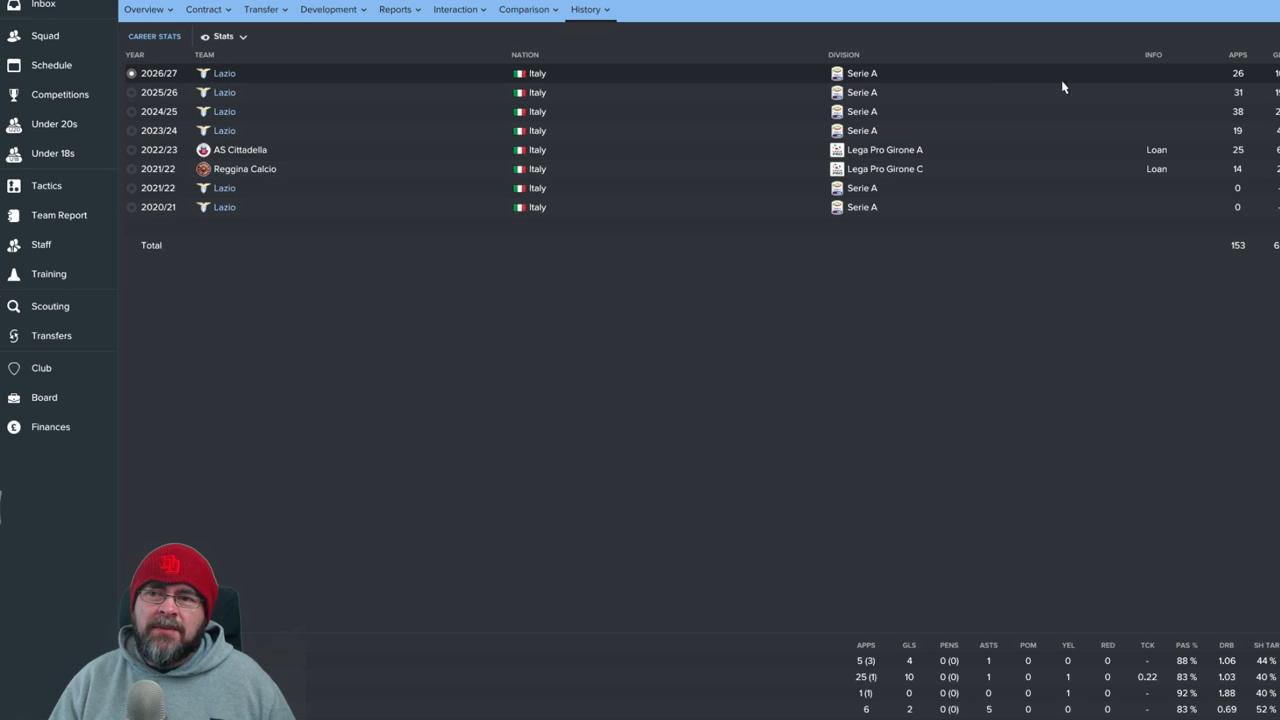 Inbox
Overview Contract Transfer Development Reports Interaction Comparison History
Squad
Schedule
Competitions
Under 20s
Under 18s
Tactics
Team Report
Staff
Training
Scouting
Transfers
Club
Board
Finances
CAREER STATS Stats
YEAR TEAM NATION DIVISION INFO APPS
2026/27 Lazio Italy Serie A 26
2025/26 Lazio Italy Serie A 31
2024/25 Lazio Italy Serie A 38
2023/24 Lazio Italy Serie A 19
2022/23 AS Cittadella Italy Lega Pro Girone A Loan 25
2021/22 Reggina Calcio Italy Lega Pro Girone C Loan 14
2021/22 Lazio Italy Serie A 0
2020/21 Lazio Italy Serie A 0
Total 153
APPS GLS PENS ASTS POM YEL RED TCK PAS % DRB SH TAR
5 (3) 4 0 (0) 1 0 0 0 - 88 % 1.06 44 %
25 (1) 10 0 (0) 1 0 1 0 0.22 83 % 1.03 40 %
1 (1) 0 0 (0) 0 0 1 0 - 92 % 1.88 40 %
6 2 0 (0) 5 0 0 0 - 83 % 0.69 52 %